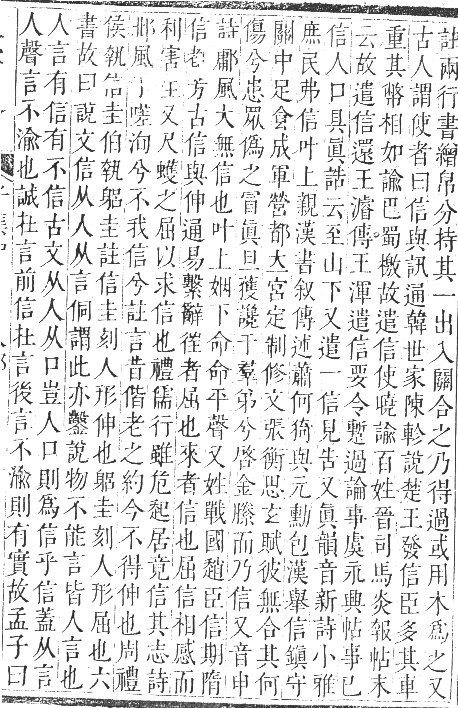 註兩行書繒帛分持其一出入關合之乃得過或用木爲之又
古人謂使者曰信與訊通韓世家陳軫說楚王發信臣多其車
重其幣相如諭巴蜀檄故遣信使曉諭百姓晉司馬炎報帖末
云故遣信還王濬傳王渾遣信要令暫過論事虞永興帖事已
信人口具眞誥云至山下又遣一信見告又眞韻音新詩小雅
庶民弗信叶上親漢書叙傳述蕭何猗與元勳包漢舉信鎭守
關中足食成軍營都大宮定制修文張衡思玄賦彼無合其何
傷兮患眾僞之冒眞旦獲讒于羣弟兮啓金縢而乃信又音申
詩鄘風大無信也叶上姻下命命平聲又姓戰國趙臣信期隋
信老芳古信與伸通易繫辭徃者屈也來者信也屈信相感而
利害生又尺蠖之屈以求信也禮儒行雖危起居竟信其志詩
邶風于嗟洵兮不我信兮註言昔偕老之約今不得伸也周禮
侯執信圭伯執躬圭註信圭刻人形伸也躬圭刻人形屈也六
書故曰說文信从人从言侗謂此亦鑿說物不能言皆人言也
人言有信有不信古文从人从口豈人口則爲信乎信蓋从言
人聲言不渝也誠在言前信在言後言不渝則有實故孟子曰